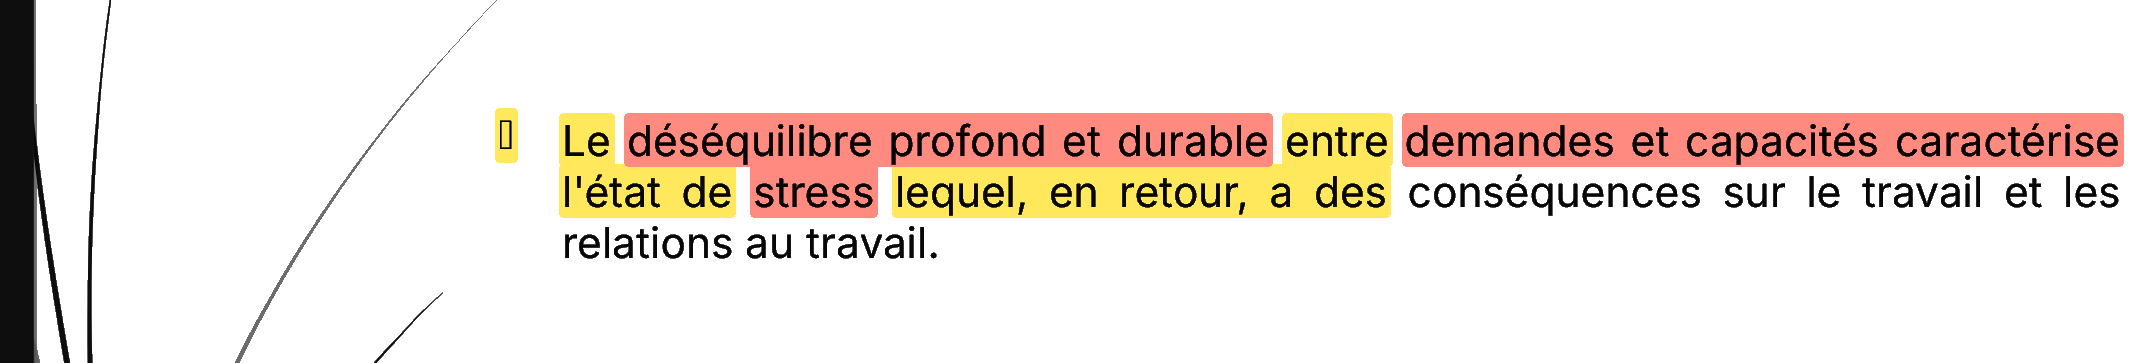 Le déséquilibre profond et durable entre demandes et capacités caractérise
l'état de stress lequel, en retour, a des conséquences sur le travail et les
relations au travail.